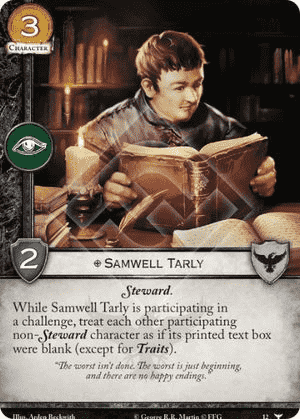 3
CHARACTER
2
SAMWELL TARLY
Steward.
While Samwell Tarly is participating in
a challenge, treat each other participating
non-Steward character as if its printed text box
were blank (except for Traits).
"The worst isn't done. The worst is just beginning,
and there are no happy endings."
Illus. Arden Beckwith © George R.R. Martin © FFG 12